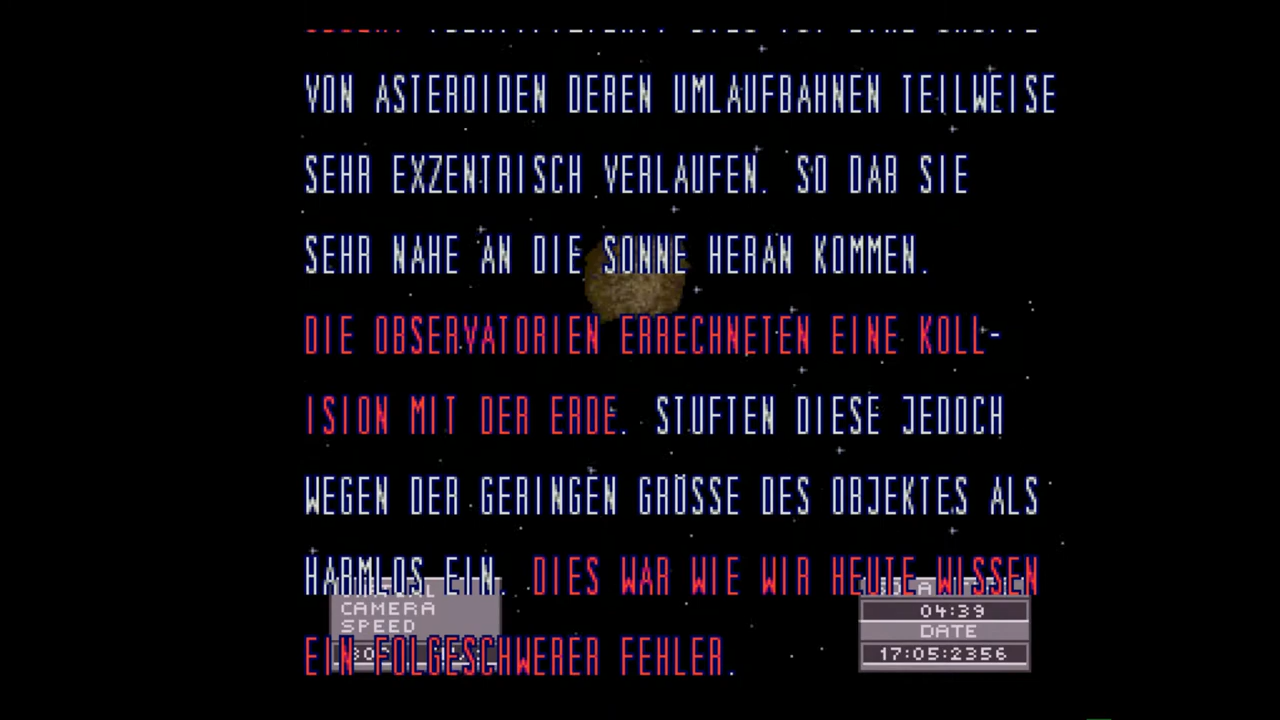 VON ASTEROIDEN DEREN UMLAUFBAHNEN TEILWEISE
SEHR EXZENTRISCH VERLAUFEN. SO DAR SIE
SEHR NAHE AN DIE SONNE HERAN KOMMEN.
DIE OBSERVATORIEN ERRECHNETEN EINE KOLL-
ISION MIT DER ERDE. STUFTEN DIESE JEDOCH
WEGEN DER GERINGEN GRÖSSE DES OBJEKTES ALS
HARMLOS EIN. DIES WAR WIE WIR HEUTE WISSEN
CAMERA
SPEED
04:39
DATE
EIN FOLGESCHWERER FEHLER.
17:05:2356